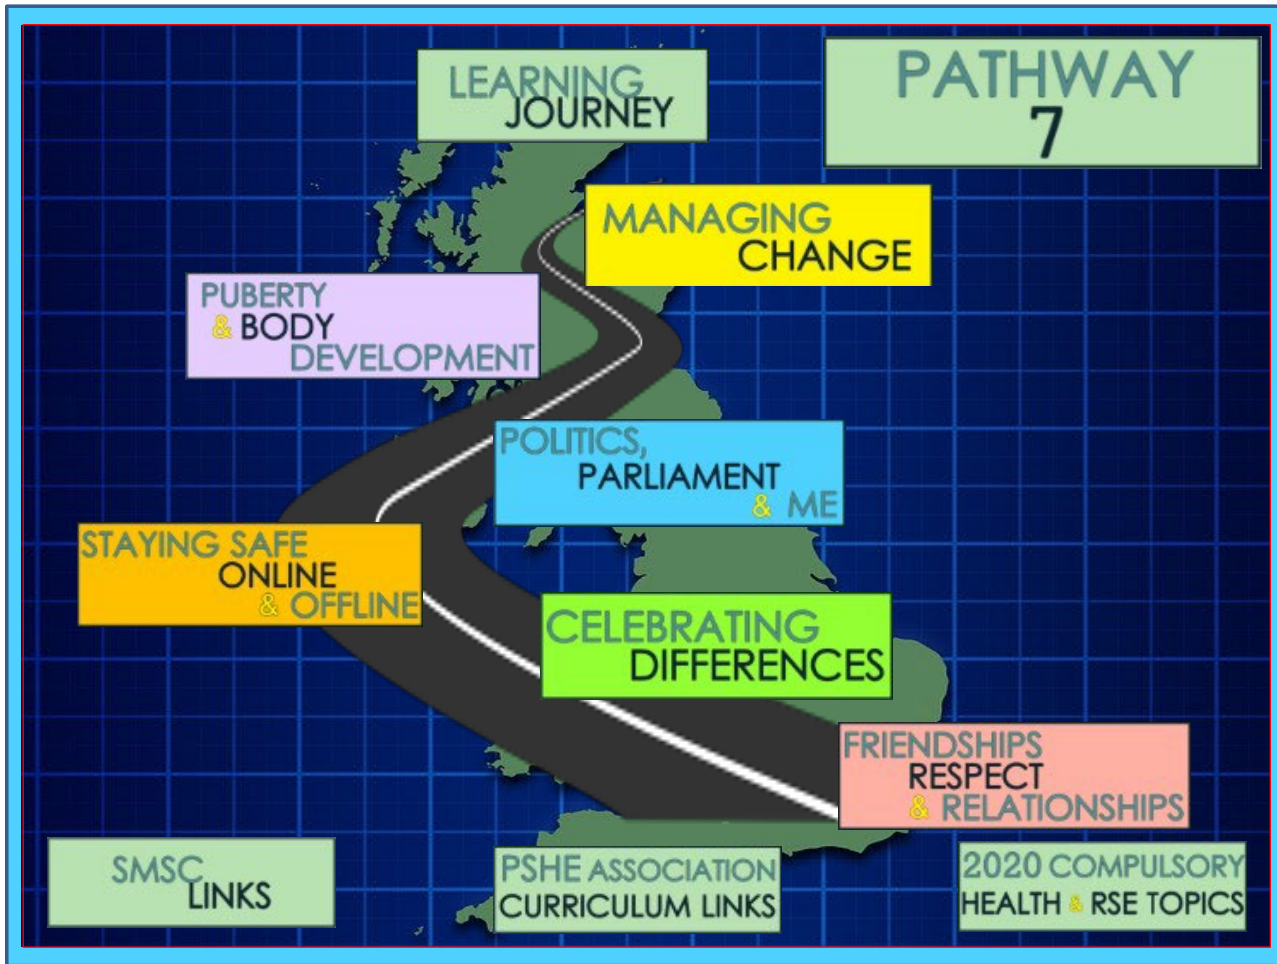 LEARNING
JOURNEY
PATHWAY
7
MANAGING
CHANGE
PUBERTY
& BODY
DEVELOPMENT
POLITICS,
PARLIAMENT
& ME
STAYING SAFE
ONLINE
& OFFLINE
CELEBRATING
DIFFERENCES
FRIENDSHIPS
RESPECT
& RELATIONSHIPS
SMSC
LINKS
PSHE ASSOCIATION
CURRICULUM LINKS
2020 COMPULSORY
HEALTH & RSE TOPICS